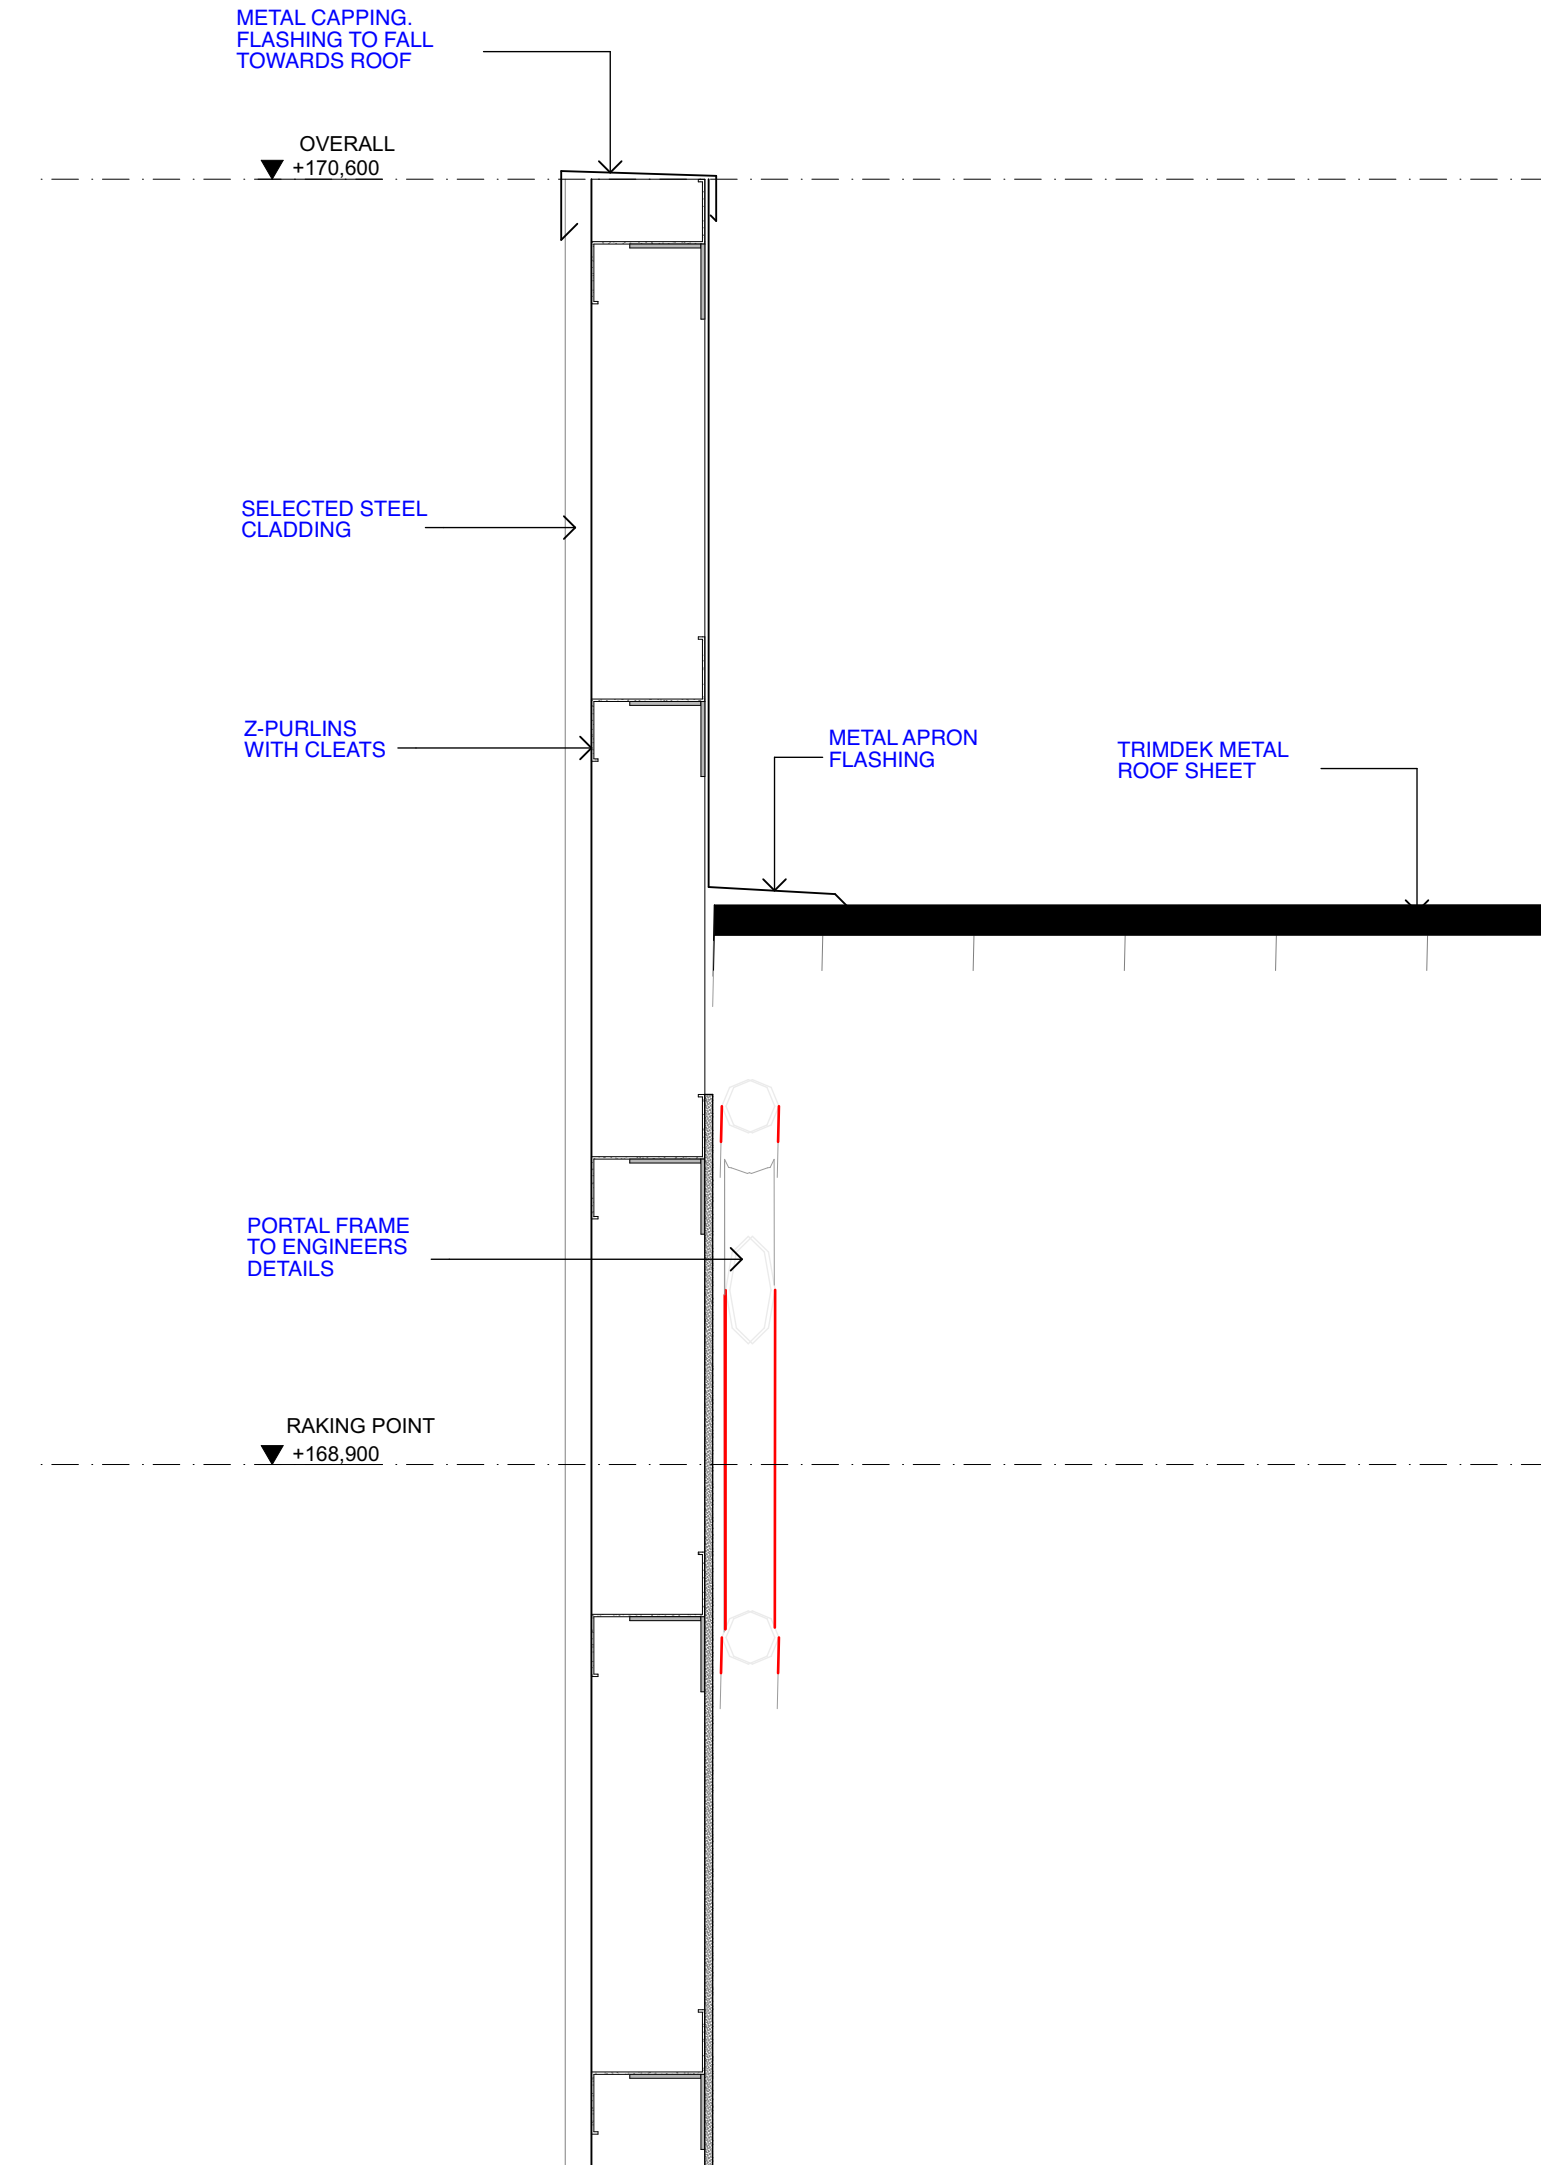 METAL CAPPING.
FLASHING TO FALL
TOWARDS ROOF
OVERALL
+170,600
SELECTED STEEL
CLADDING
Z-PURLINS
WITH CLEATS
METAL APRON
FLASHING
TRIMDEK METAL
ROOF SHEET
PORTAL FRAME
TO ENGINEERS
DETAILS
RAKING POINT
+168,900